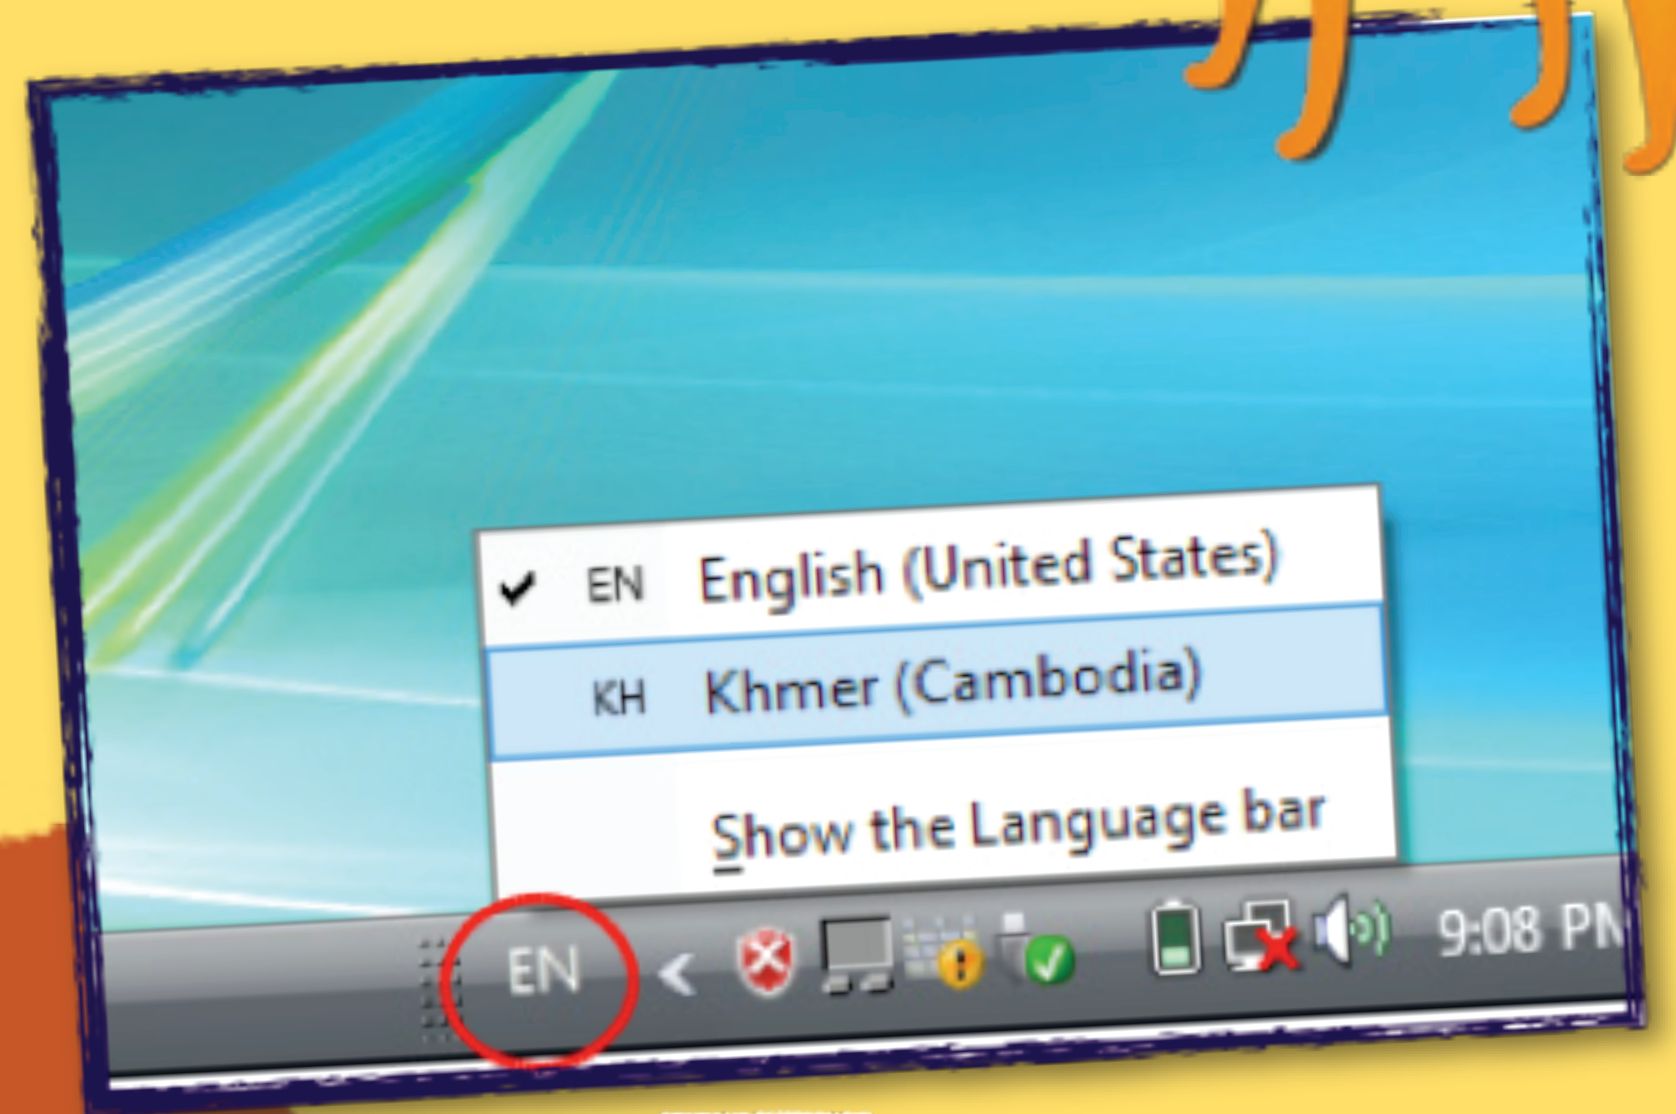 EN English (United States)
KH Khmer (Cambodia)
Show the Language bar
EN 9:08 PM